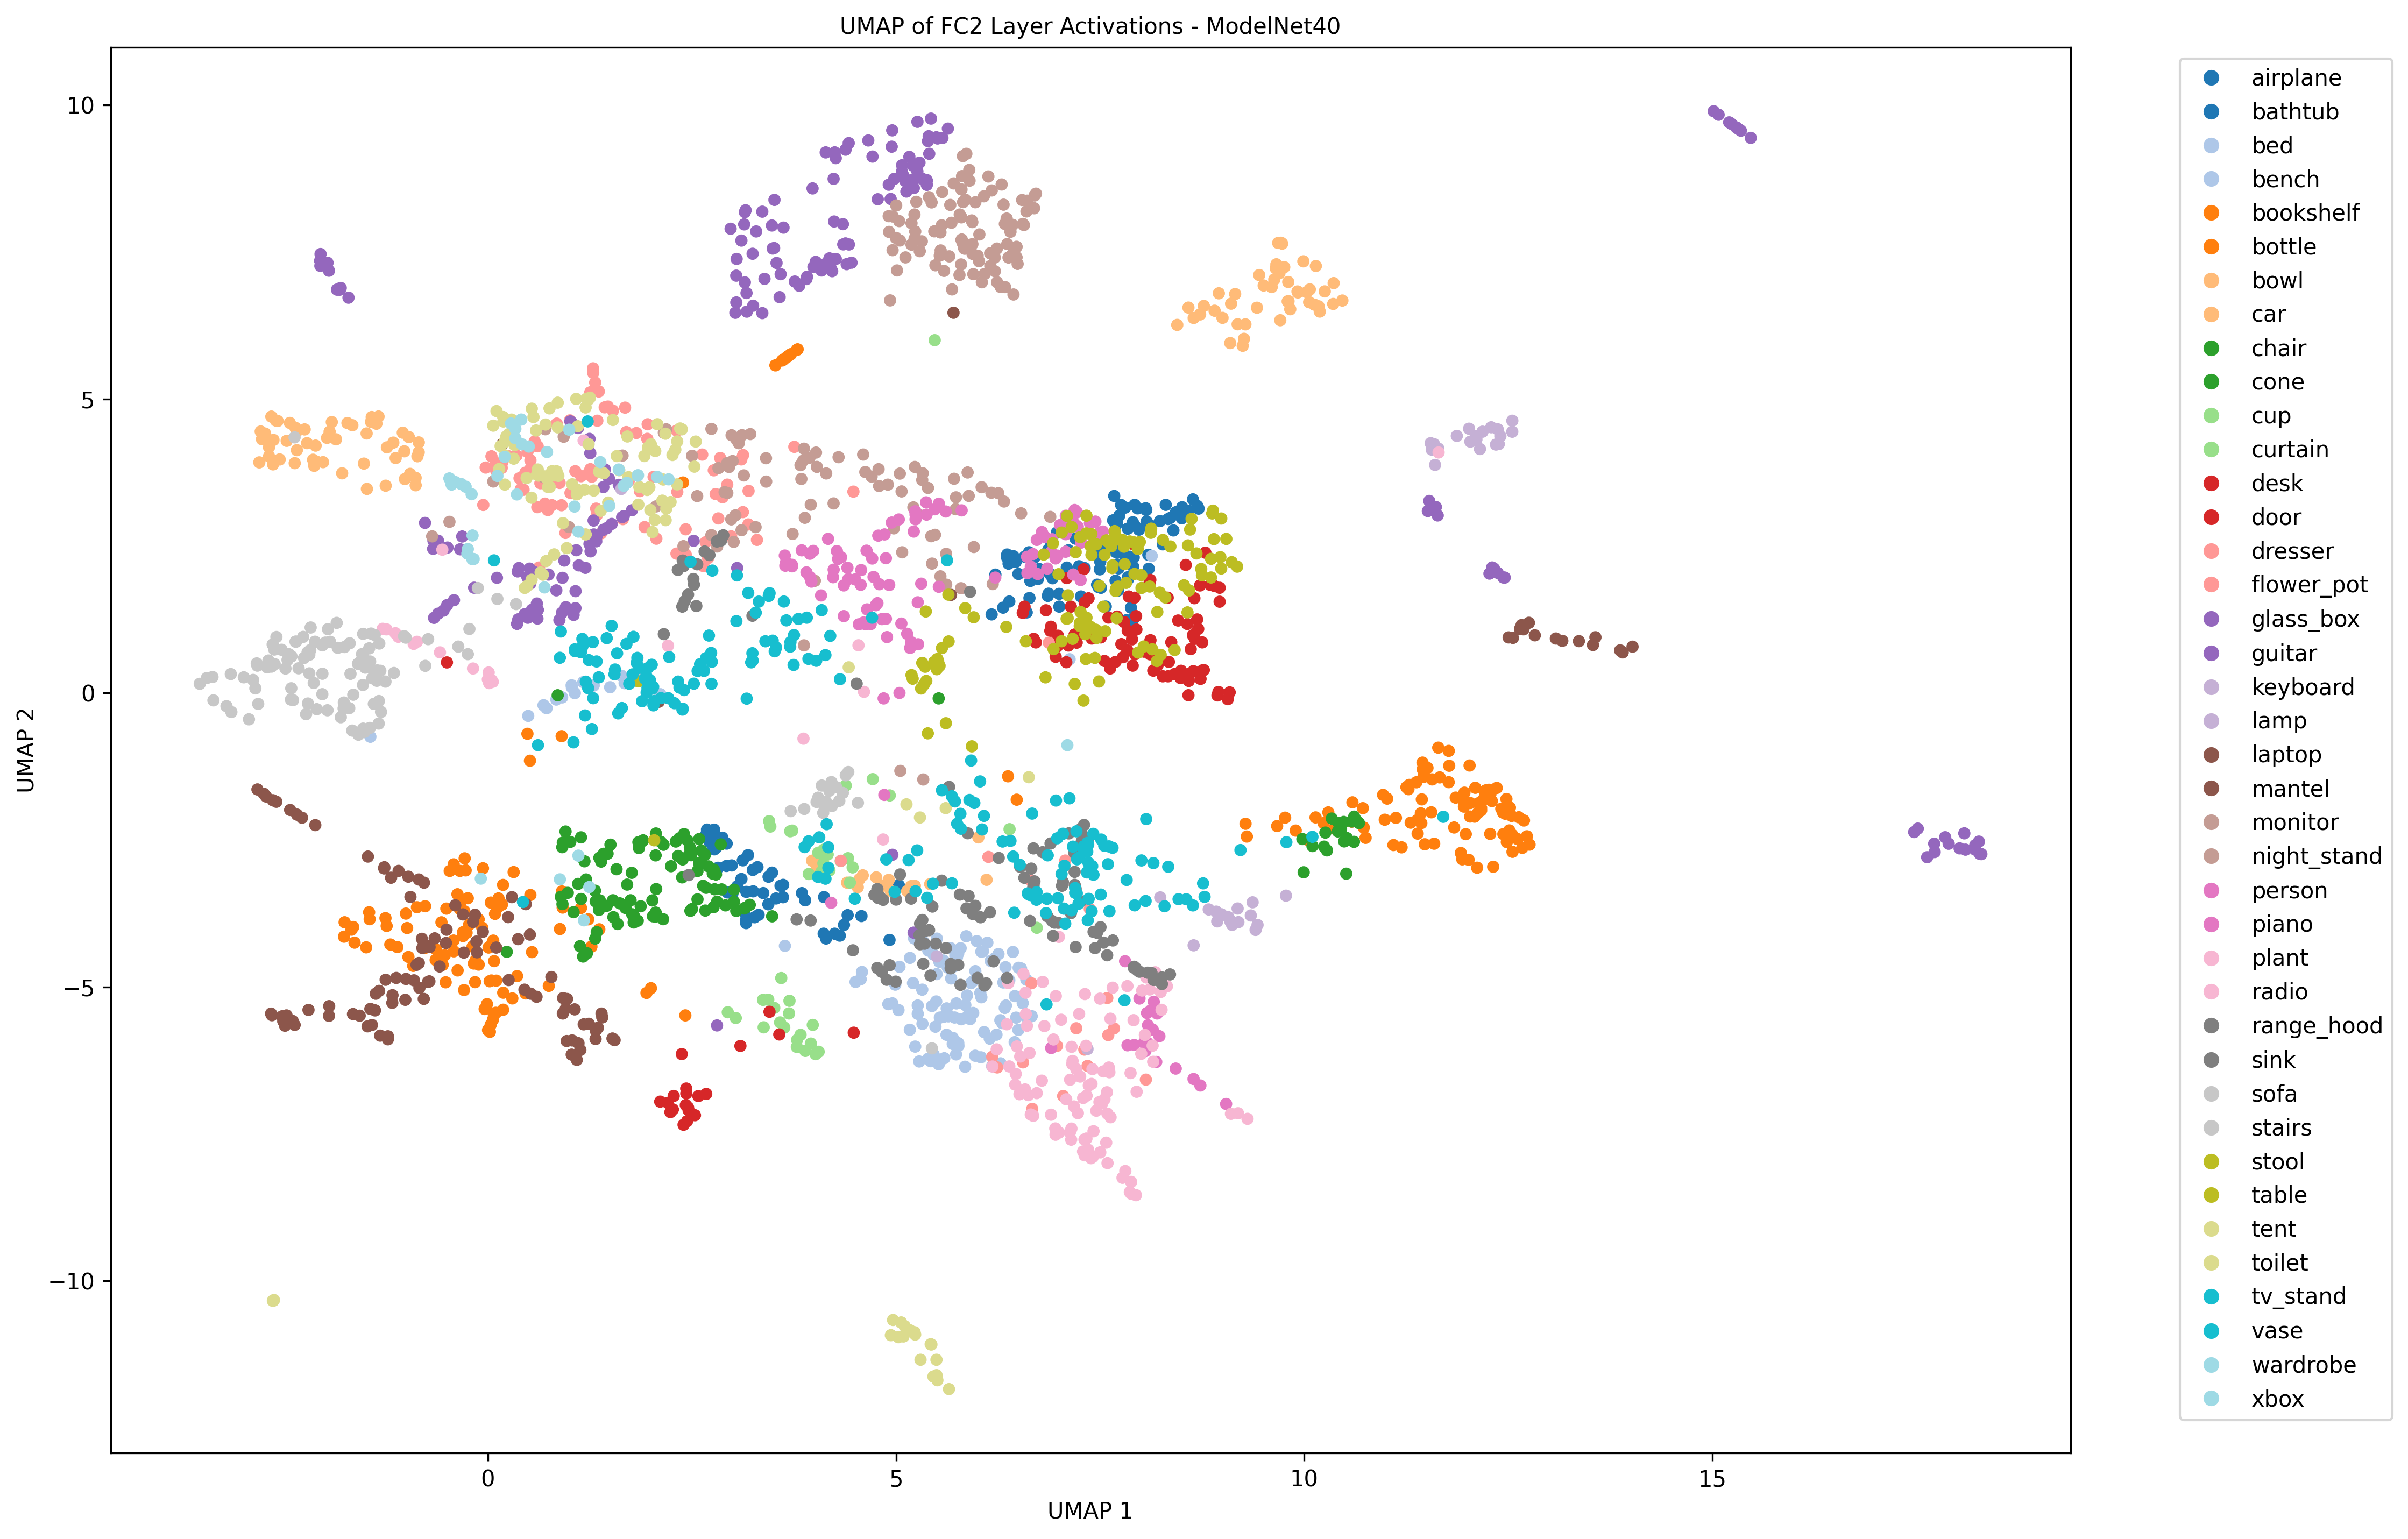 UMAP of FC2 Layer Activations - ModelNet40
10
5
0
−5
−10
UMAP 2
0
5
10
15
UMAP 1
airplane
bathtub
bed
bench
bookshelf
bottle
bowl
car
chair
cone
cup
curtain
desk
door
dresser
flower_pot
glass_box
guitar
keyboard
lamp
laptop
mantel
monitor
night_stand
person
piano
plant
radio
range_hood
sink
sofa
stairs
stool
table
tent
toilet
tv_stand
vase
wardrobe
xbox